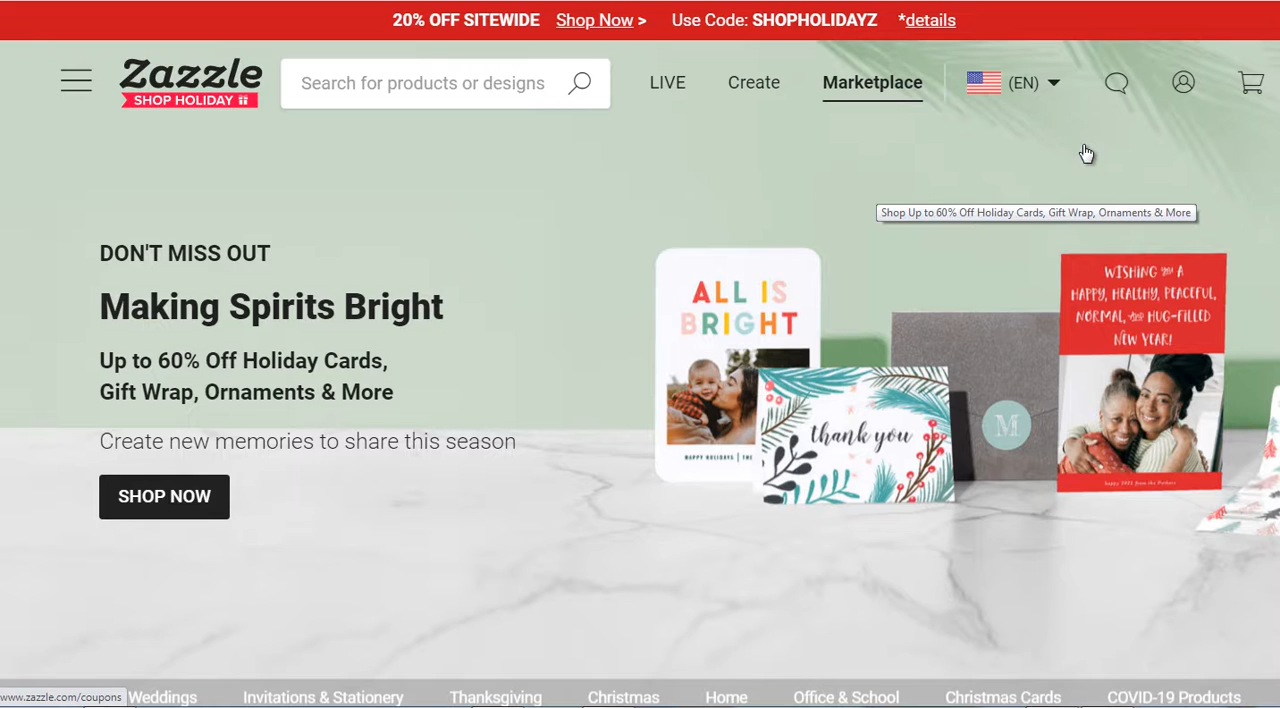 20% OFF SITEWIDE Shop Now > Use Code: SHOPHOLIDAYZ *details
Zazzle
SHOP HOLIDAY
Search for products or designs
LIVE Create Marketplace (EN)
Shop Up to 60% Off Holiday Cards, Gift Wrap, Ornaments & More
DON'T MISS OUT
Making Spirits Bright
Up to 60% Off Holiday Cards,
Gift Wrap, Ornaments & More
Create new memories to share this season
SHOP NOW
ALL IS
BRIGHT
HAPPY HOLIDAYS | THE
thank you
M
WISHING you A
HAPPY, HEALTHY, PEACEFUL,
NORMAL, and HUG-FILLED
NEW YEAR!
www.zazzle.com/coupons
Weddings Invitations & Stationery Thanksgiving Christmas Home Office & School Christmas Cards COVID-19 Products